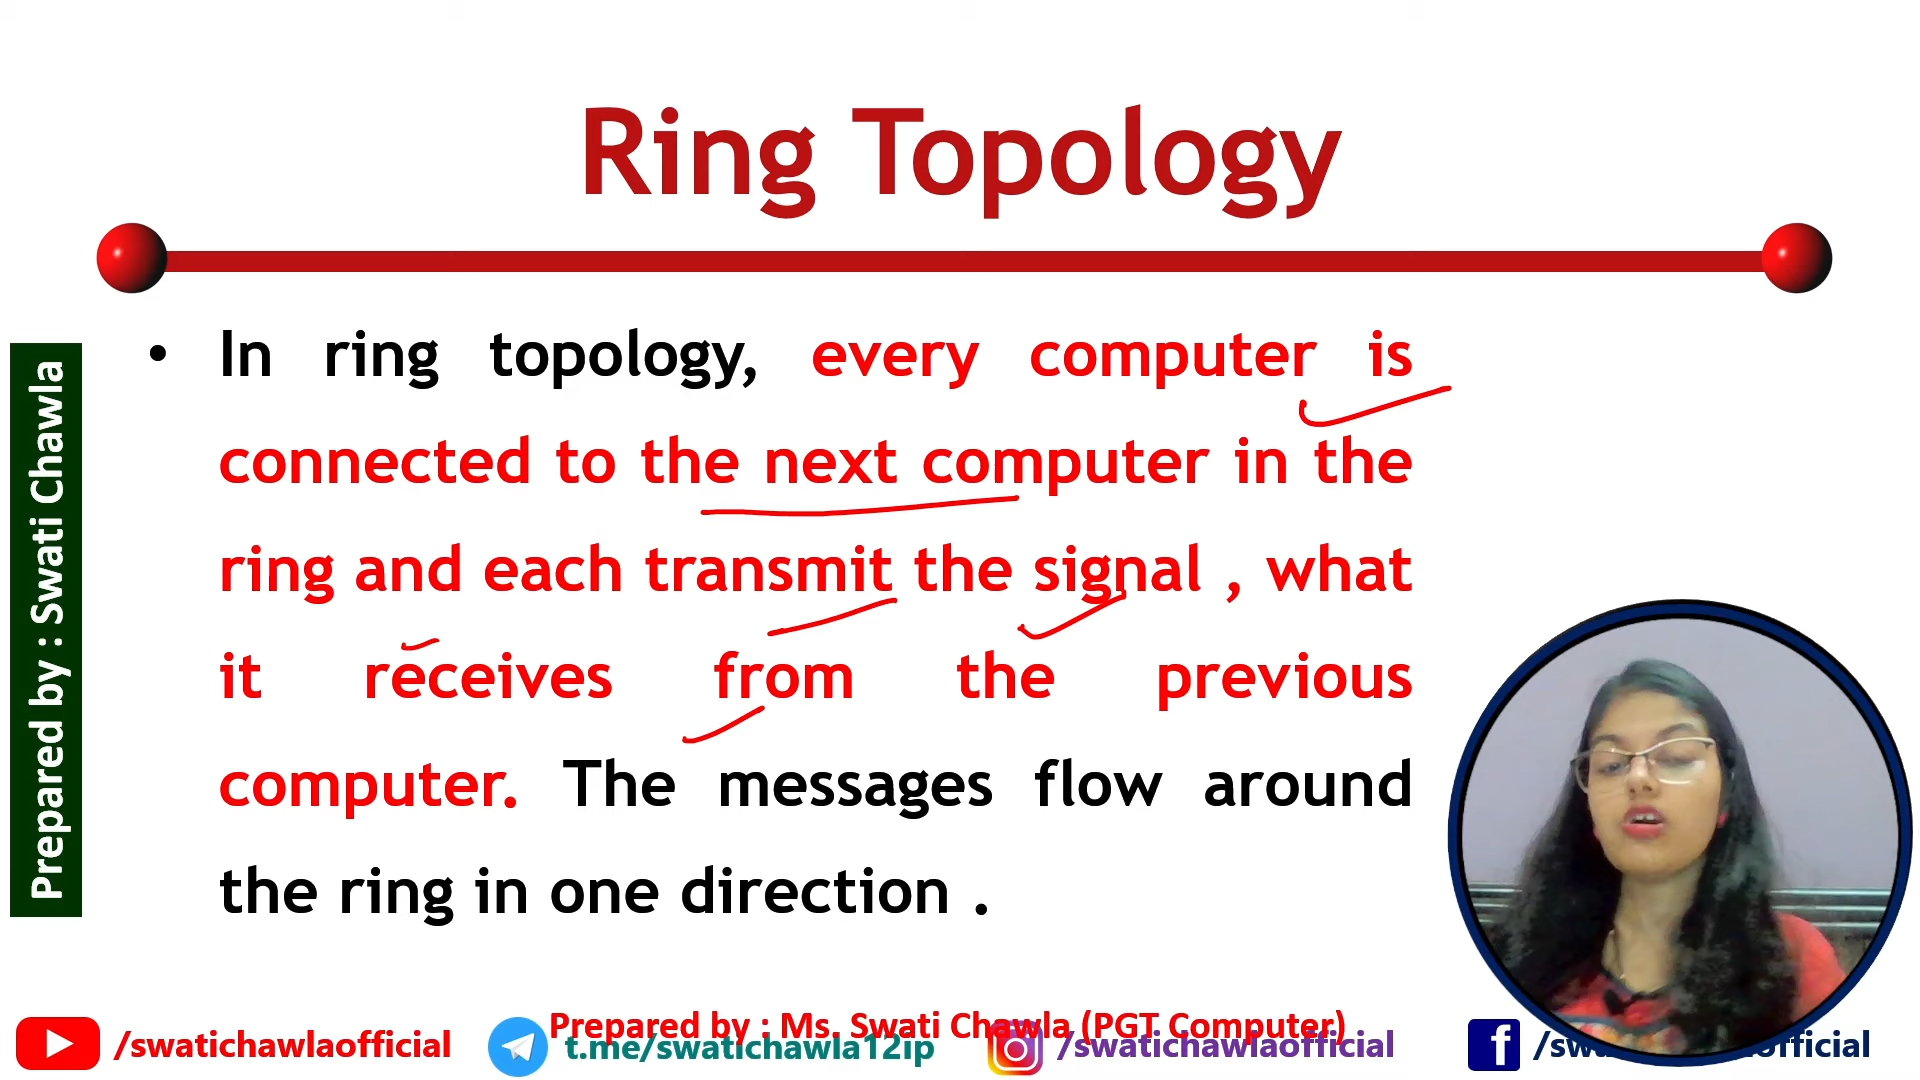 Ring Topology
• In ring topology, every computer is
connected to the next computer in the
ring and each transmit the signal , what
it receives from the previous
computer. The messages flow around
the ring in one direction .
Prepared by : Swati Chawla
Prepared by : Ms. Swati Chawla (PGT Computer)
/swatichawlaofficial
t.me/swatichawla12ip
/swatichawlaofficial